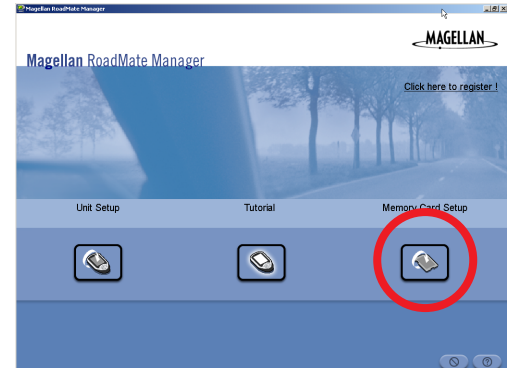 Magellan RoadMate Manager
MAGELLAN
Magellan RoadMate Manager
Click here to register !
Unit Setup
Tutorial
Memory Card Setup